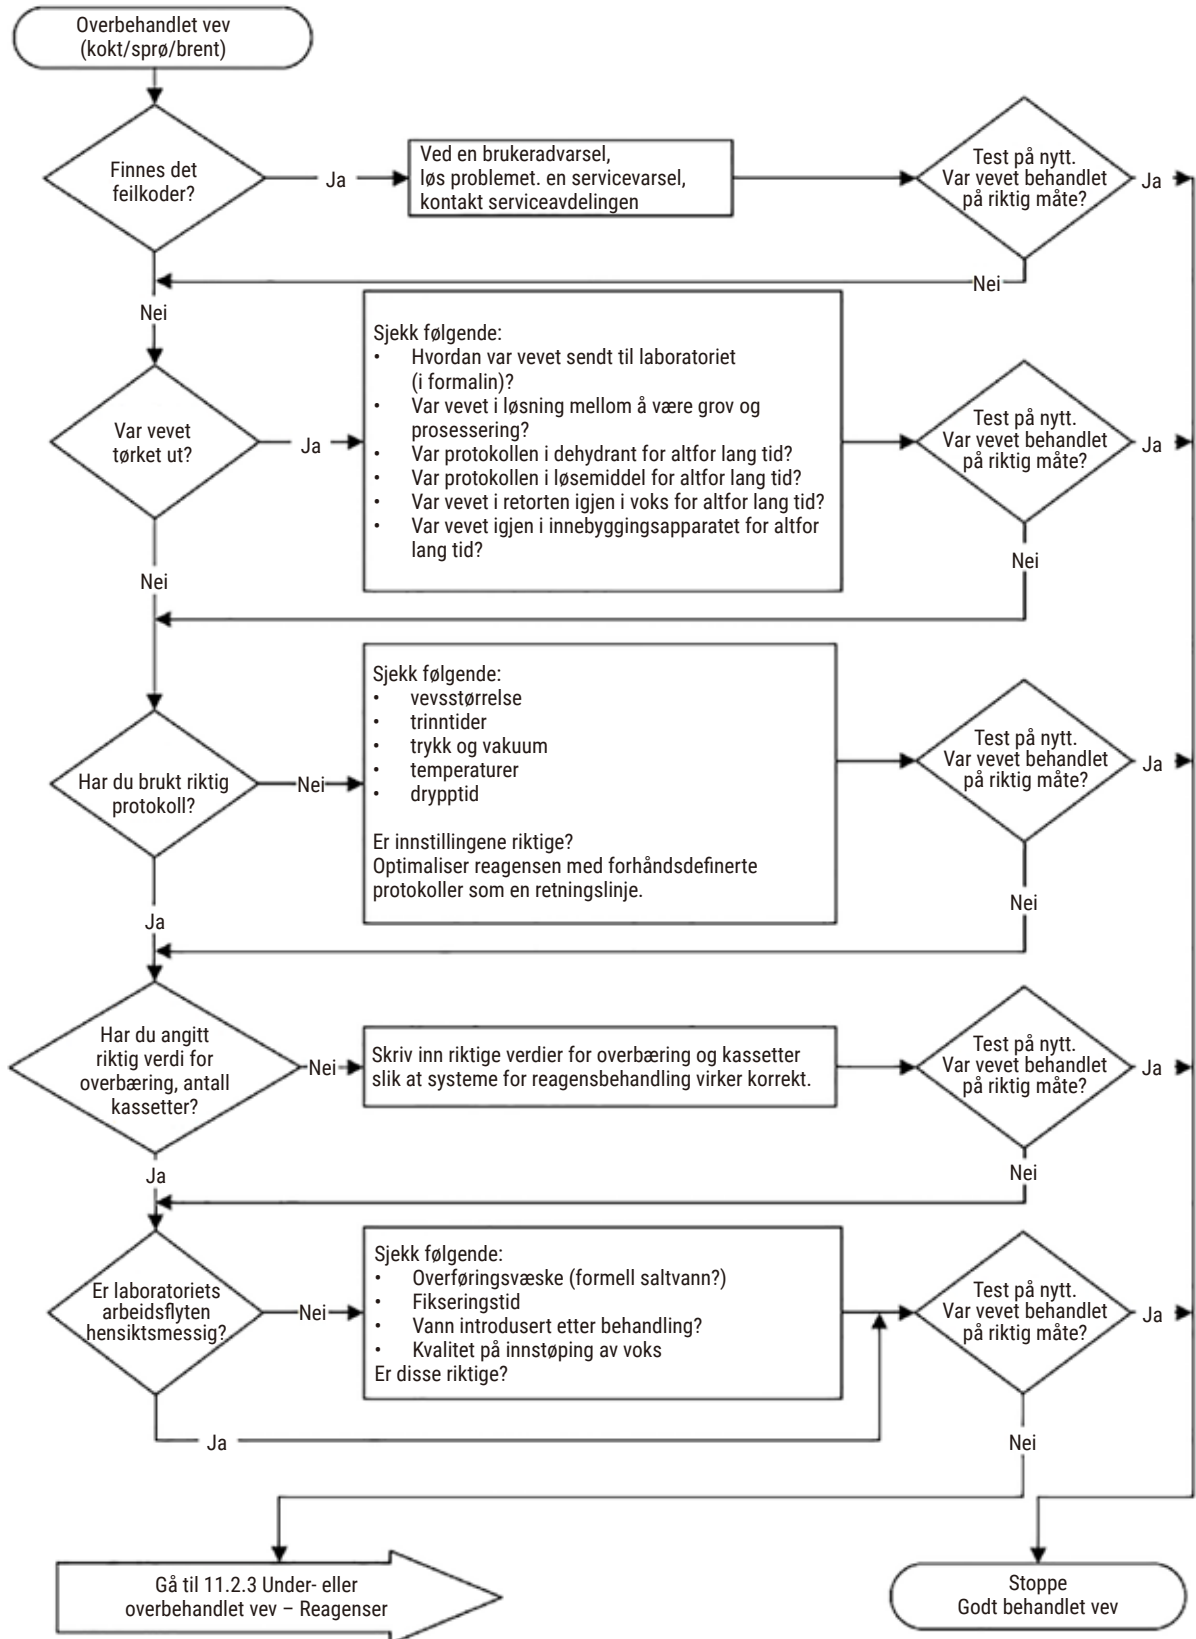 Overbehandlet vev
(kokt/sprø/brent)
Finnes det
feilkoder?
Ja
Ved en brukeradvarsel,
løs problemet. en servicevarsel,
kontakt serviceavdelingen
Test på nytt.
Var vevet behandlet
på riktig måte?
Ja
Nei
Nei
Var vevet
tørket ut?
Ja
Sjekk følgende:
• Hvordan var vevet sendt til laboratoriet
(i formalin)?
• Var vevet i løsning mellom å være grov og
prosessering?
• Var protokollen i dehydrant for altfor lang tid?
• Var protokollen i løsemiddel for altfor lang tid?
• Var vevet i retorten igjen i voks for altfor lang tid?
• Var vevet igjen i innebyggingsapparatet for altfor
lang tid?
Test på nytt.
Var vevet behandlet
på riktig måte?
Ja
Nei
Nei
Har du brukt riktig
protokoll?
Nei
Sjekk følgende:
• vevsstørrelse
• trinntider
• trykk og vakuum
• temperaturer
• drypptid
Er innstillingene riktige?
Optimaliser reagensen med forhåndsdefinerte
protokoller som en retningslinje.
Test på nytt.
Var vevet behandlet
på riktig måte?
Ja
Nei
Ja
Har du angitt
riktig verdi for
overbæring, antall
kassetter?
Nei
Skriv inn riktige verdier for overbæring og kassetter
slik at systeme for reagensbehandling virker korrekt.
Test på nytt.
Var vevet behandlet
på riktig måte?
Ja
Nei
Ja
Er laboratoriets
arbeidsflyten
hensiktsmessig?
Nei
Sjekk følgende:
• Overføringsvæske (formell saltvann?)
• Fikseringstid
• Vann introdusert etter behandling?
• Kvalitet på innstøping av voks
Er disse riktige?
Test på nytt.
Var vevet behandlet
på riktig måte?
Ja
Ja
Nei
Gå til 11.2.3 Under- eller
overbehandlet vev – Reagenser
Stoppe
Godt behandlet vev